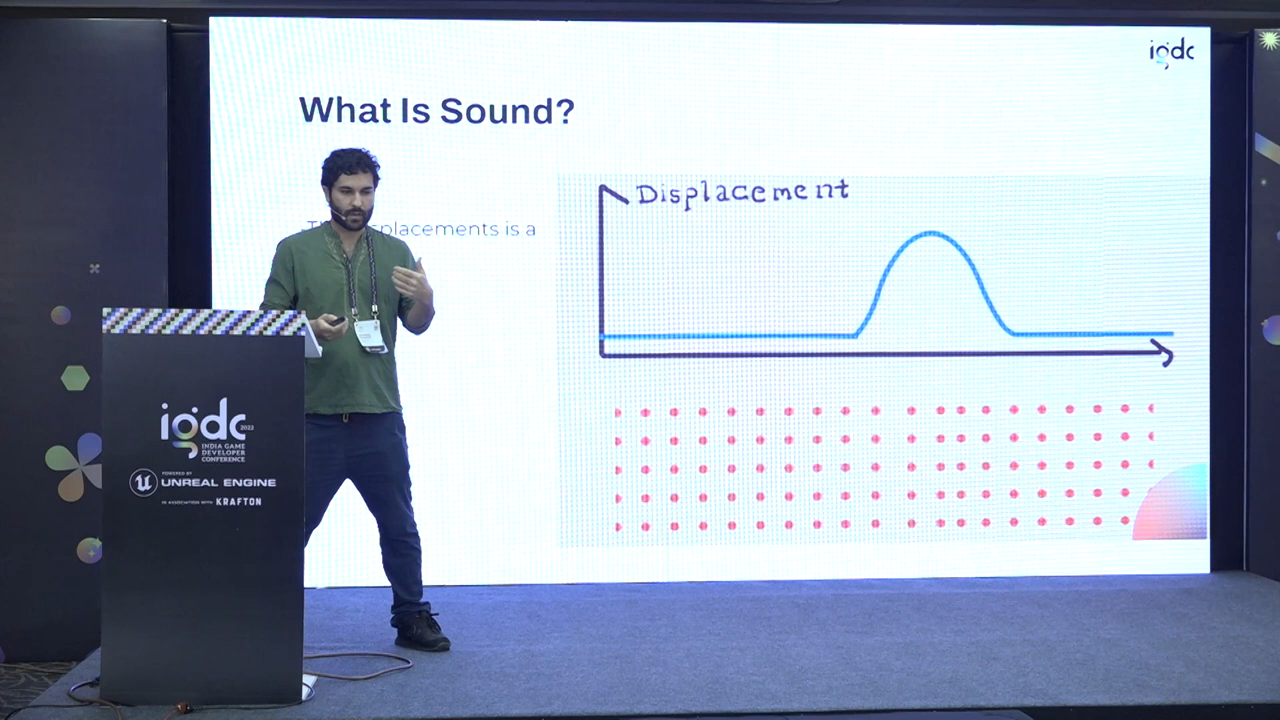 igdc
What Is Sound?
Displacement
splacements is a
igdc 2022
INDIA GAME
DEVELOPER
CONFERENCE
POWERED BY
UNREAL ENGINE
IN ASSOCIATION WITH KRAFTON